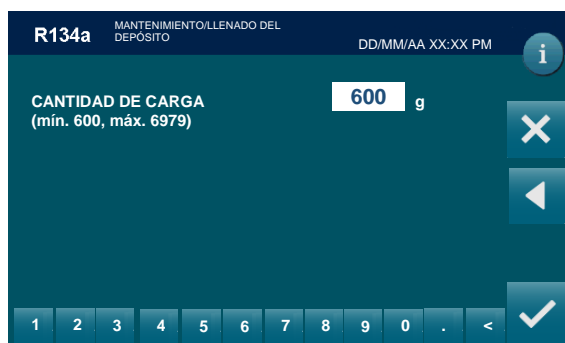 R134a
MANTENIMIENTO/LLENADO DEL
DEPÓSITO
DD/MM/AA XX:XX PM
i
CANTIDAD DE CARGA
(mín. 600, máx. 6979)
600 g
1 2 3 4 5 6 7 8 9 0 . <